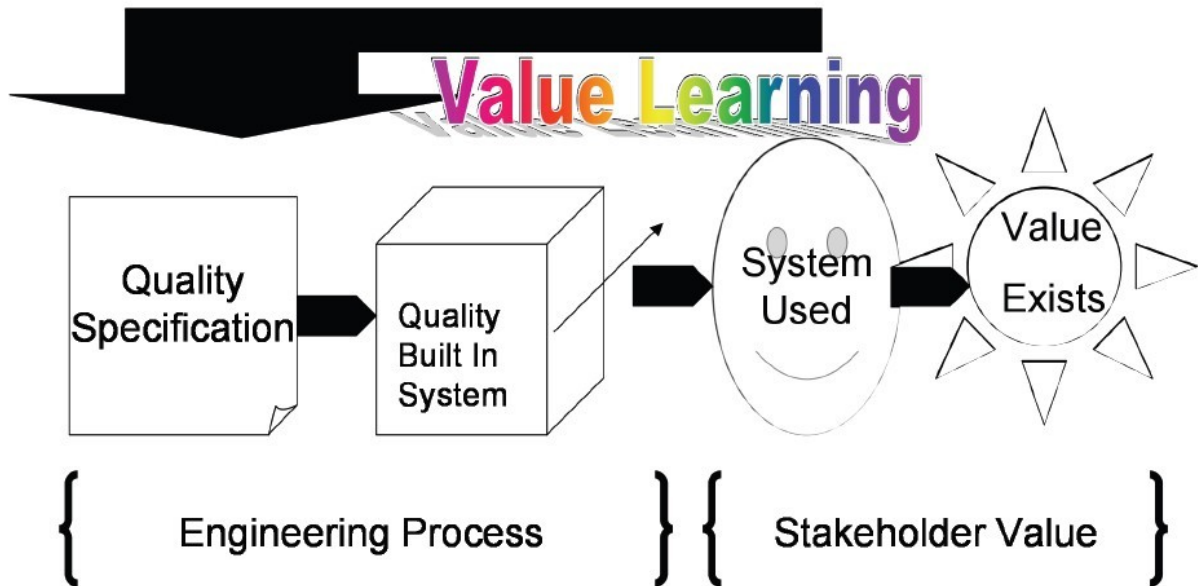 Value Learning
Quality
Specification
Quality
Built In
System
System
Used
Value
Exists
{ Engineering Process }
{ Stakeholder Value }